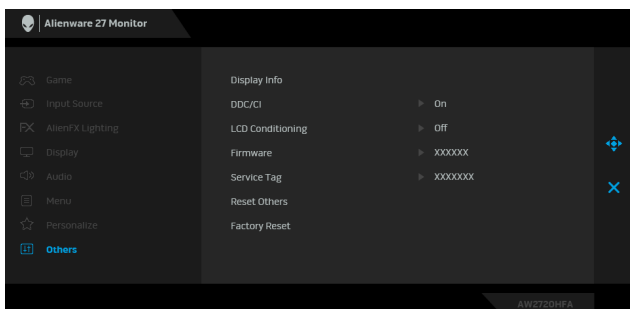 Alienware 27 Monitor
Game
Input Source
AlienFX Lighting
Display
Audio
Menu
Personalize
Others
Display Info
DDC/CI On
LCD Conditioning Off
Firmware XXXXXX
Service Tag XXXXXXX
Reset Others
Factory Reset
AW2720HFA